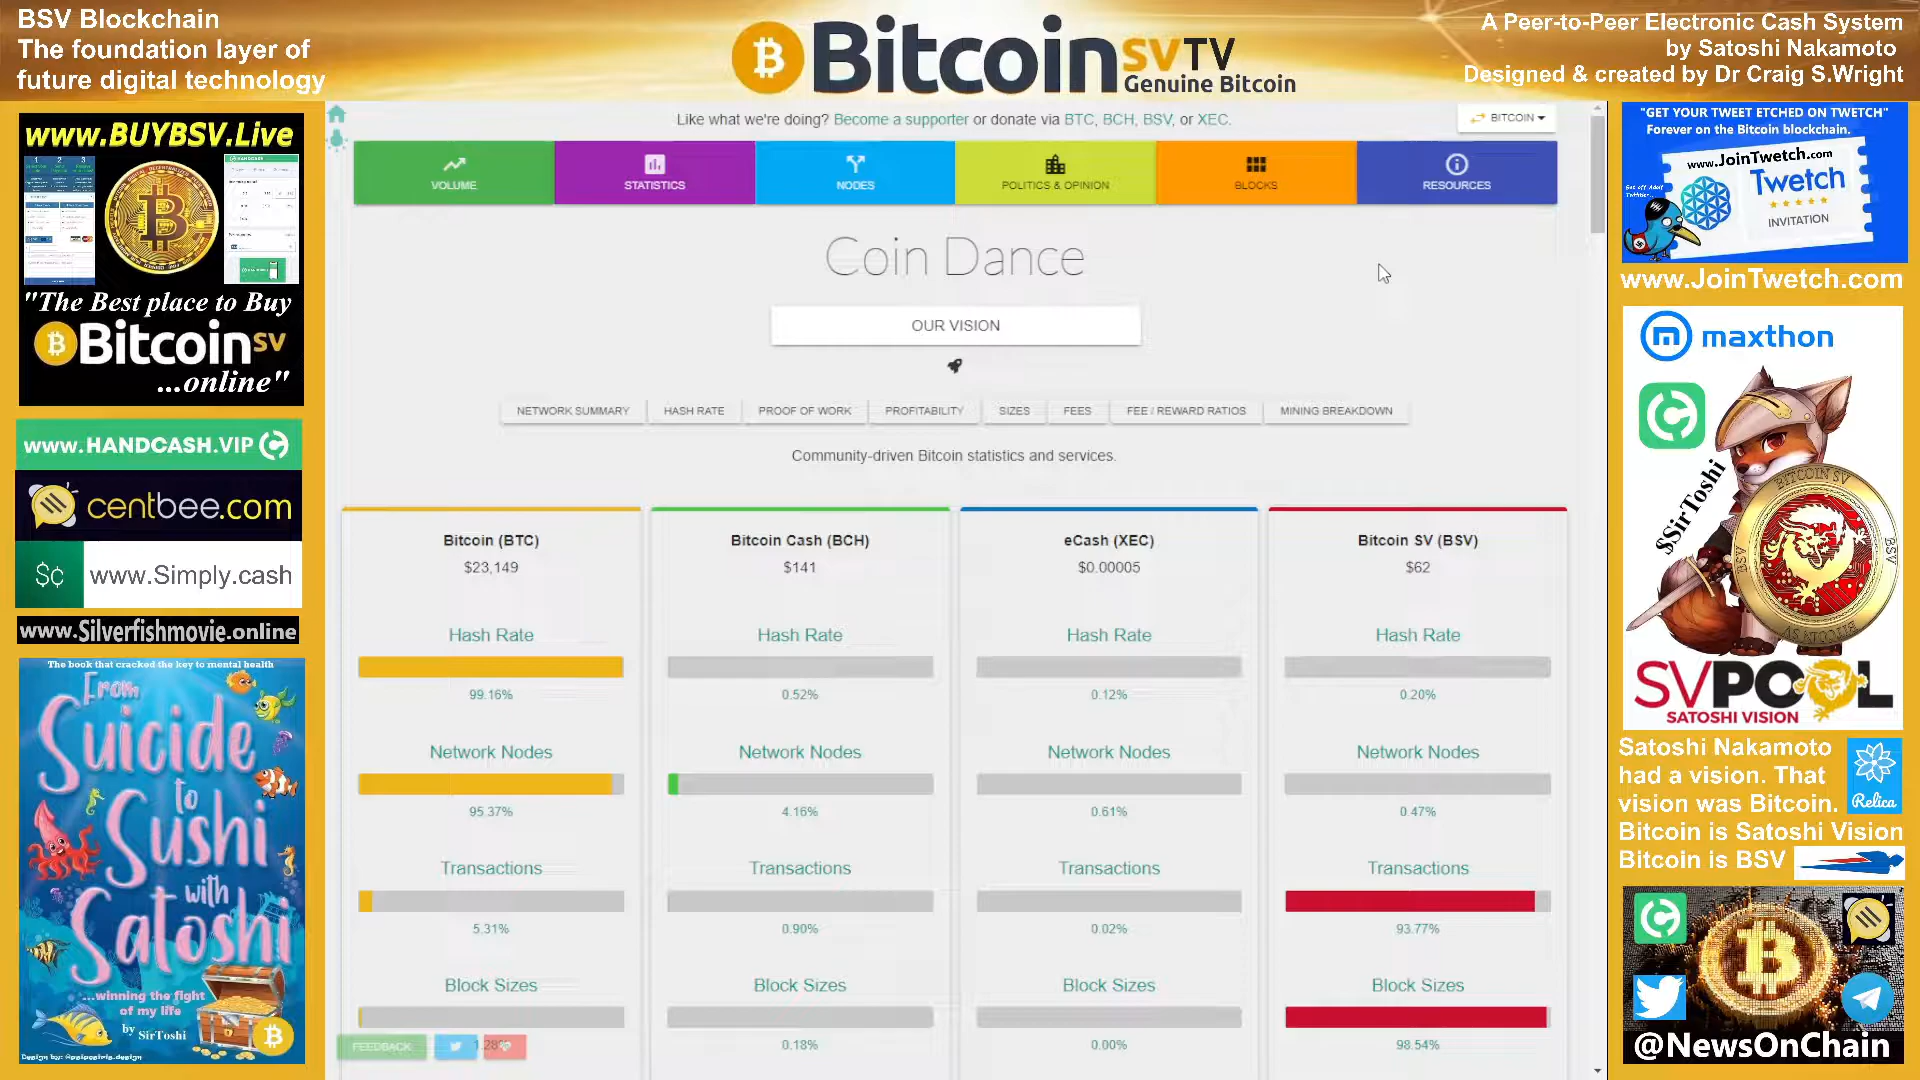 BSV Blockchain
The foundation layer of
future digital technology
Bitcoin SV TV
Genuine Bitcoin
A Peer-to-Peer Electronic Cash System
by Satoshi Nakamoto
Designed & created by Dr Craig S.Wright
www.BUYBSV.Live
"The Best place to Buy
Bitcoin SV
...online"
www.HANDCASH.VIP
centbee.com
$¢ www.Simply.cash
www.Silverfishmovie.online
The book that cracked the key to mental health
From
Suicide
to
Sushi
with
Satoshi
...winning the fight
of my life
by SirToshi
Like what we're doing? Become a supporter or donate via BTC, BCH, BSV, or XEC.
BITCOIN
VOLUME
STATISTICS
NODES
POLITICS & OPINION
BLOCKS
RESOURCES
Coin Dance
OUR VISION
NETWORK SUMMARY
HASH RATE
PROOF OF WORK
PROFITABILITY
SIZES
FEES
FEE / REWARD RATIOS
MINING BREAKDOWN
Community-driven Bitcoin statistics and services.
Bitcoin (BTC)
$23,149
Hash Rate
99.16%
Network Nodes
95.37%
Transactions
5.31%
Block Sizes
1.28%
Bitcoin Cash (BCH)
$141
Hash Rate
0.52%
Network Nodes
4.16%
Transactions
0.90%
Block Sizes
0.18%
eCash (XEC)
$0.00005
Hash Rate
0.12%
Network Nodes
0.61%
Transactions
0.02%
Block Sizes
0.00%
Bitcoin SV (BSV)
$62
Hash Rate
0.20%
Network Nodes
0.47%
Transactions
93.77%
Block Sizes
98.54%
FEEDBACK
"GET YOUR TWEET ETCHED ON TWETCH"
Forever on the Bitcoin blockchain.
www.JoinTwetch.com
Twetch
INVITATION
www.JoinTwetch.com
maxthon
$SirToshi
BITCOIN SV
SVPOOL
SATOSHI VISION
Satoshi Nakamoto
had a vision. That
vision was Bitcoin.
Relica
Bitcoin is Satoshi Vision
Bitcoin is BSV
@NewsOnChain